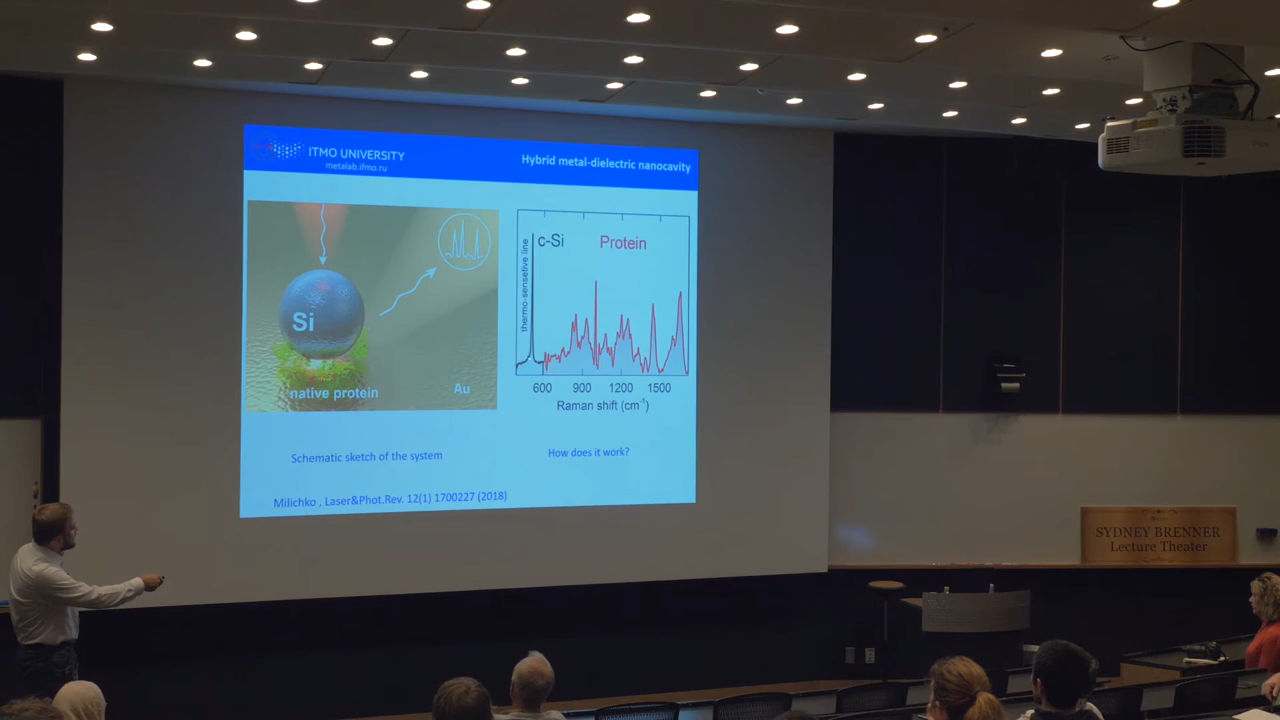 ITMO UNIVERSITY
metalab.ifmo.ru
Hybrid metal-dielectric nanocavity
Si
native protein
Au
thermo-sensetive line
c-Si
Protein
600 900 1200 1500
Raman shift (cm⁻¹)
Schematic sketch of the system
How does it work?
Milichko , Laser&Phot.Rev. 12(1) 1700227 (2018)
SYDNEY BRENNER
Lecture Theater